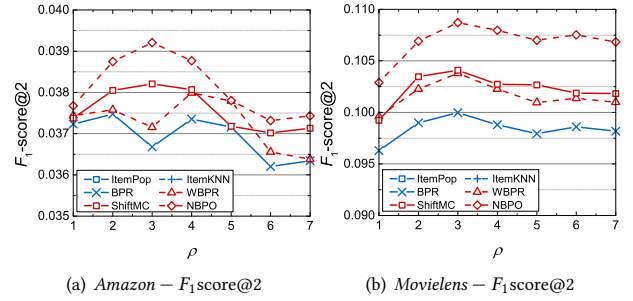 0.040
0.039
0.038
0.037
0.036
0.035
F1-score@2
ItemPop ItemKNN
BPR WBPR
ShiftMC NBPO
1 2 3 4 5 6 7
ρ
(a) Amazon − F1score@2
0.110
0.105
0.100
0.095
0.090
F1-score@2
ItemPop ItemKNN
BPR WBPR
ShiftMC NBPO
1 2 3 4 5 6 7
ρ
(b) Movielens − F1score@2